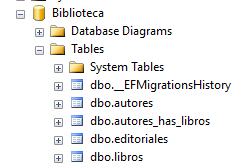 Biblioteca
Database Diagrams
Tables
System Tables
dbo.__EFMigrationsHistory
dbo.autores
dbo.autores_has_libros
dbo.editoriales
dbo.libros